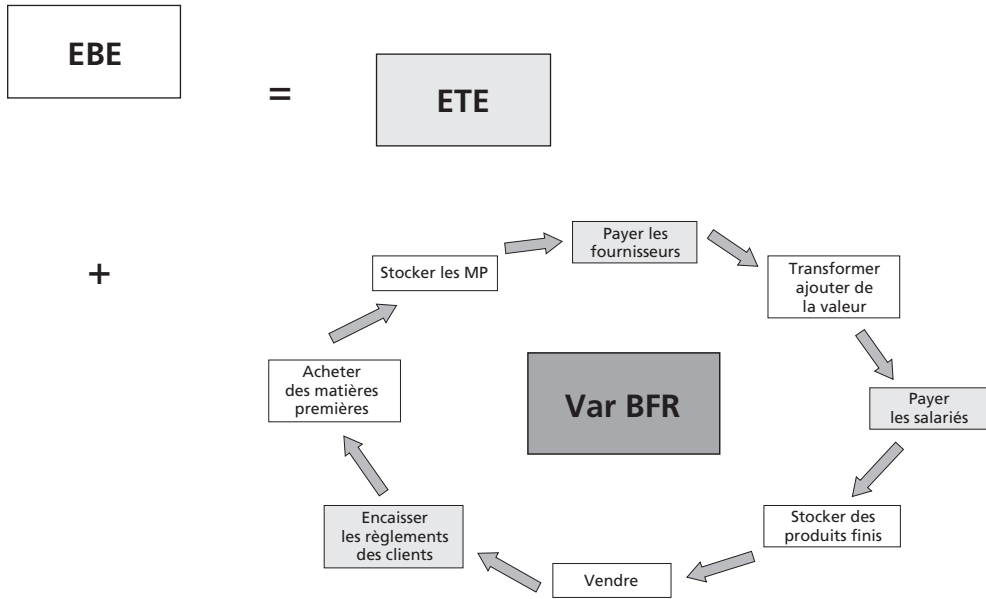 EBE
=
ETE
+
Payer les
fournisseurs
Stocker les MP
Transformer
ajouter de
la valeur
Acheter
des matières
premières
Var BFR
Payer
les salariés
Encaisser
les règlements
des clients
Stocker des
produits finis
Vendre